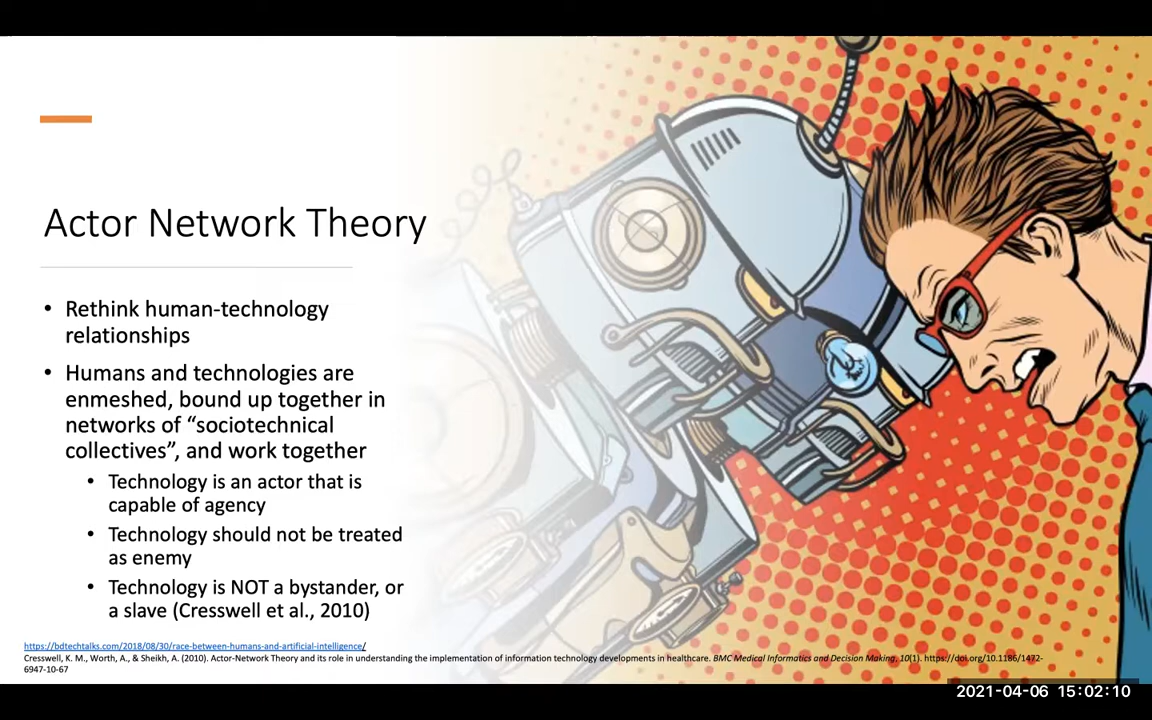 Actor Network Theory
• Rethink human-technology
relationships
• Humans and technologies are
enmeshed, bound up together in
networks of “sociotechnical
collectives”, and work together
• Technology is an actor that is
capable of agency
• Technology should not be treated
as enemy
• Technology is NOT a bystander, or
a slave (Cresswell et al., 2010)
https://bdtechtalks.com/2018/08/30/race-between-humans-and-artificial-intelligence/
Cresswell, K. M., Worth, A., & Sheikh, A. (2010). Actor-Network Theory and its role in understanding the implementation of information technology developments in healthcare. BMC Medical Informatics and Decision Making, 10(1). https://doi.org/10.1186/1472-
6947-10-67
2021-04-06 15:02:10